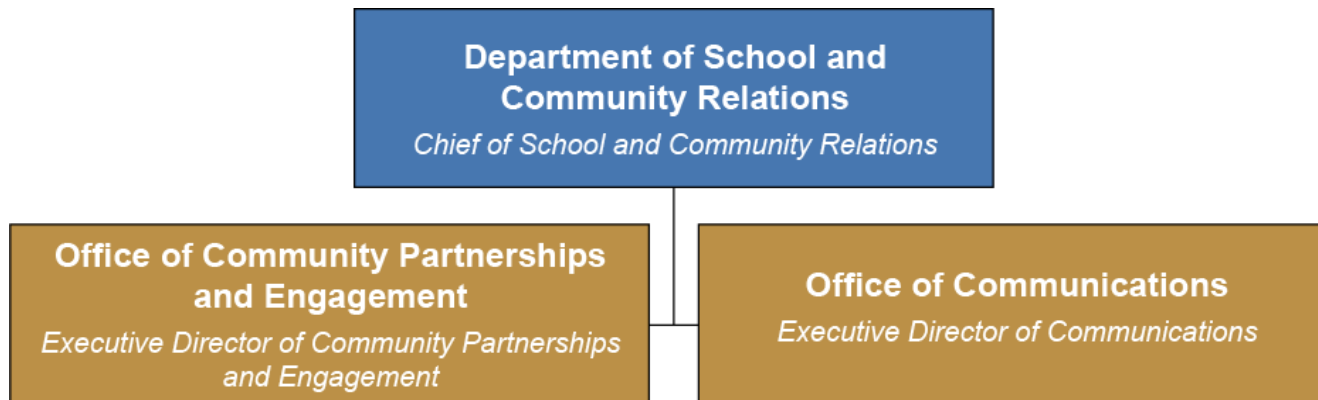 Department of School and
Community Relations
Chief of School and Community Relations
Office of Community Partnerships
and Engagement
Executive Director of Community Partnerships
and Engagement
Office of Communications
Executive Director of Communications